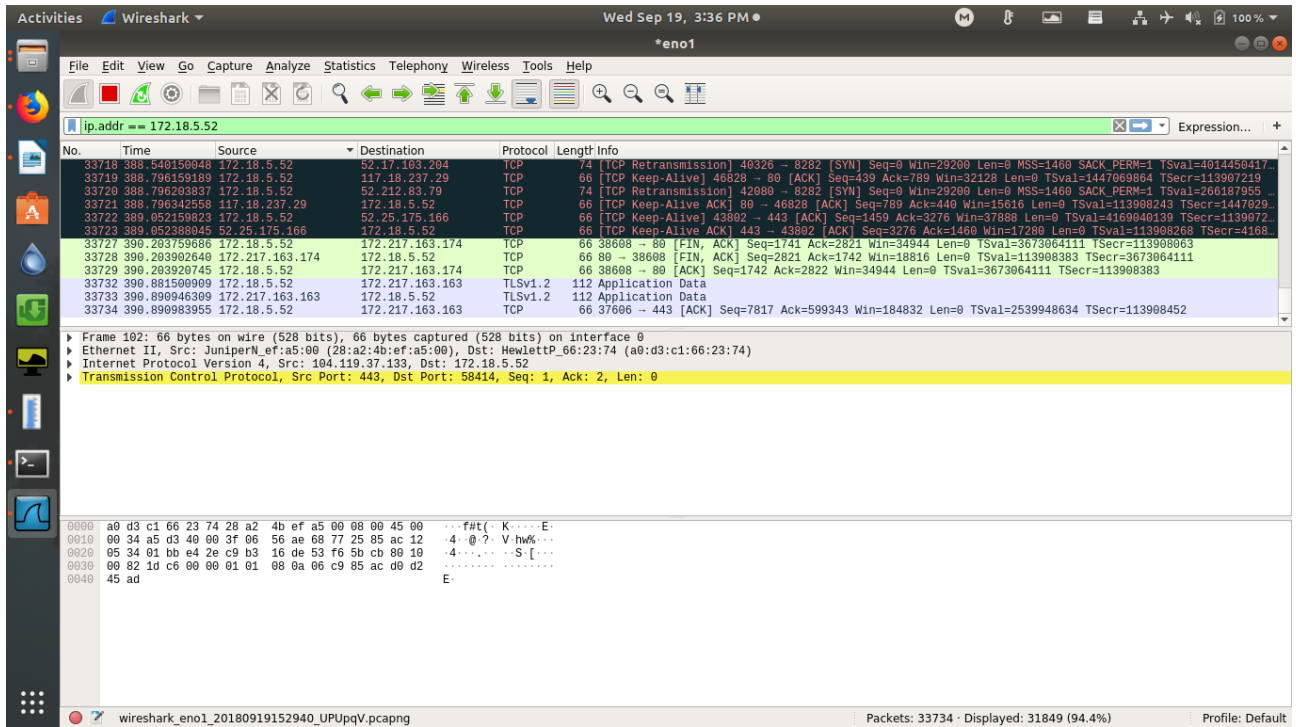 Activities Wireshark Wed Sep 19, 3:36 PM M 100 %
*eno1
File Edit View Go Capture Analyze Statistics Telephony Wireless Tools Help
ip.addr == 172.18.5.52 Expression... +
No. Time Source Destination Protocol Length Info
33718 388.540150048 172.18.5.52 52.17.103.204 TCP 74 [TCP Retransmission] 40326 → 8282 [SYN] Seq=0 Win=29200 Len=0 MSS=1460 SACK_PERM=1 TSval=4014450417…
33719 388.796159189 172.18.5.52 117.18.237.29 TCP 66 [TCP Keep-Alive] 46828 → 80 [ACK] Seq=439 Ack=789 Win=32128 Len=0 TSval=1447069864 TSecr=113907219
33720 388.796203837 172.18.5.52 52.212.83.79 TCP 74 [TCP Retransmission] 42080 → 8282 [SYN] Seq=0 Win=29200 Len=0 MSS=1460 SACK_PERM=1 TSval=266187955 …
33721 388.796342558 117.18.237.29 172.18.5.52 TCP 66 [TCP Keep-Alive ACK] 80 → 46828 [ACK] Seq=789 Ack=440 Win=15616 Len=0 TSval=113908243 TSecr=1447029…
33722 389.052159823 172.18.5.52 52.25.175.166 TCP 66 [TCP Keep-Alive] 43802 → 443 [ACK] Seq=1459 Ack=3276 Win=37888 Len=0 TSval=4169040139 TSecr=1139072…
33723 389.052388045 52.25.175.166 172.18.5.52 TCP 66 [TCP Keep-Alive ACK] 443 → 43802 [ACK] Seq=3276 Ack=1460 Win=17280 Len=0 TSval=113908268 TSecr=4168…
33727 390.203759686 172.18.5.52 172.217.163.174 TCP 66 38608 → 80 [FIN, ACK] Seq=1741 Ack=2821 Win=34944 Len=0 TSval=3673064111 TSecr=113908063
33728 390.203902640 172.217.163.174 172.18.5.52 TCP 66 80 → 38608 [FIN, ACK] Seq=2821 Ack=1742 Win=18816 Len=0 TSval=113908383 TSecr=3673064111
33729 390.203920745 172.18.5.52 172.217.163.174 TCP 66 38608 → 80 [ACK] Seq=1742 Ack=2822 Win=34944 Len=0 TSval=3673064111 TSecr=113908383
33732 390.881500909 172.18.5.52 172.217.163.163 TLSv1.2 112 Application Data
33733 390.890946309 172.217.163.163 172.18.5.52 TLSv1.2 112 Application Data
33734 390.890983955 172.18.5.52 172.217.163.163 TCP 66 37606 → 443 [ACK] Seq=7817 Ack=599343 Win=184832 Len=0 TSval=2539948634 TSecr=113908452
Frame 102: 66 bytes on wire (528 bits), 66 bytes captured (528 bits) on interface 0
Ethernet II, Src: JuniperN_ef:a5:00 (28:a2:4b:ef:a5:00), Dst: HewlettP_66:23:74 (a0:d3:c1:66:23:74)
Internet Protocol Version 4, Src: 104.119.37.133, Dst: 172.18.5.52
Transmission Control Protocol, Src Port: 443, Dst Port: 58414, Seq: 1, Ack: 2, Len: 0
0000 a0 d3 c1 66 23 74 28 a2 4b ef a5 00 08 00 45 00 ···f#t(· K·····E·
0010 00 34 a5 d3 40 00 3f 06 56 ae 68 77 25 85 ac 12 ·4··@·?· V·hw%···
0020 05 34 01 bb e4 2e c9 b3 16 de 53 f6 5b cb 80 10 ·4···.·· ··S·[···
0030 00 82 1d c6 00 00 01 01 08 0a 06 c9 85 ac d0 d2 ········ ········
0040 45 ad E·
wireshark_eno1_20180919152940_UPUpqV.pcapng Packets: 33734 · Displayed: 31849 (94.4%) Profile: Default